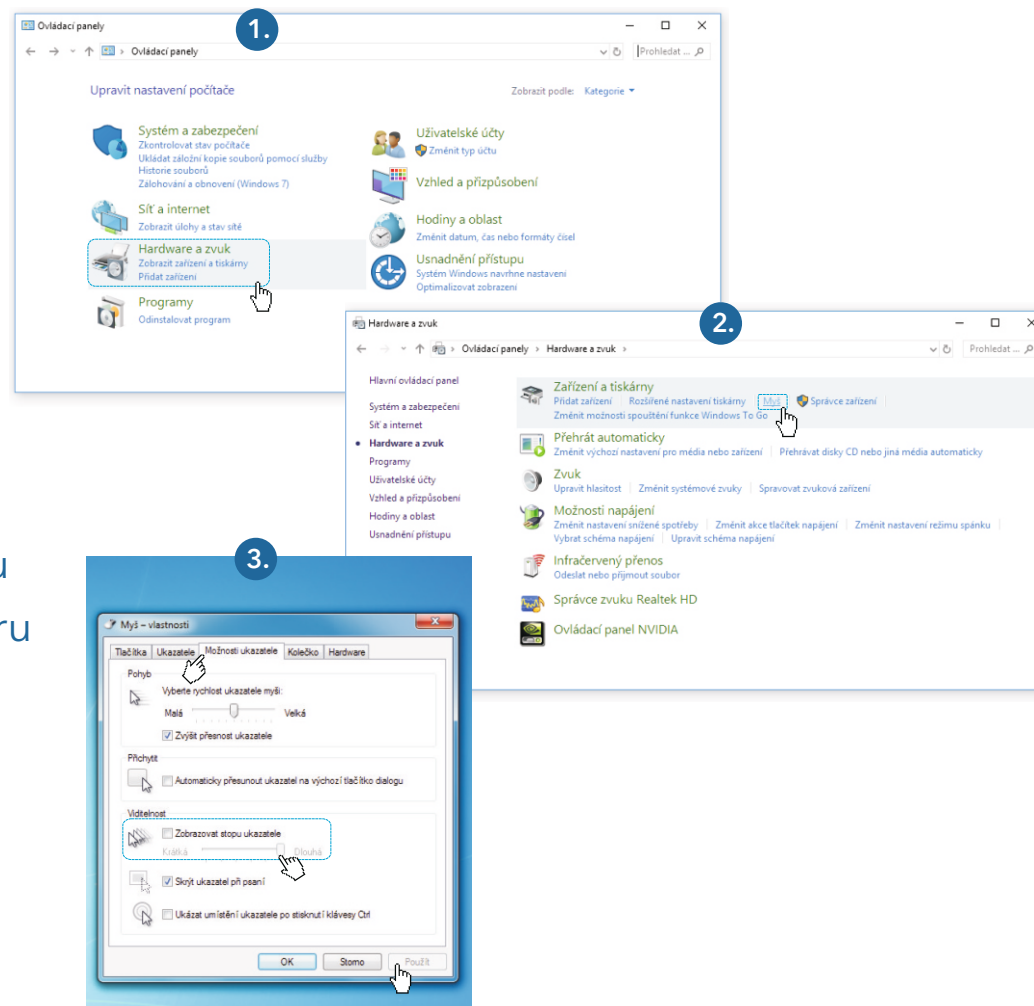 1.
Ovládací panely
Ovládací panely
Prohledat ...
Upravit nastavení počítače
Zobrazit podle: Kategorie
Systém a zabezpečení
Zkontrolovat stav počítače
Ukládat záložní kopie souborů pomocí služby
Historie souborů
Zálohování a obnovení (Windows 7)
Síť a internet
Zobrazit úlohy a stav sítě
Hardware a zvuk
Zobrazit zařízení a tiskárny
Přidat zařízení
Programy
Odinstalovat program
Uživatelské účty
Změnit typ účtu
Vzhled a přizpůsobení
Hodiny a oblast
Změnit datum, čas nebo formáty čísel
Usnadnění přístupu
Systém Windows navrhne nastavení
Optimalizovat zobrazení
2.
Hardware a zvuk
Ovládací panely > Hardware a zvuk >
Prohledat ...
Hlavní ovládací panel
Systém a zabezpečení
Síť a internet
Hardware a zvuk
Programy
Uživatelské účty
Vzhled a přizpůsobení
Hodiny a oblast
Usnadnění přístupu
Zařízení a tiskárny
Přidat zařízení | Rozšířené nastavení tiskárny | Myš | Správce zařízení
Změnit možnosti spouštění funkce Windows To Go
Přehrát automaticky
Změnit výchozí nastavení pro média nebo zařízení | Přehrávat disky CD nebo jiná média automaticky
Zvuk
Upravit hlasitost | Změnit systémové zvuky | Spravovat zvuková zařízení
Možnosti napájení
Změnit nastavení snížené spotřeby | Změnit akce tlačítek napájení | Změnit nastavení režimu spánku
Vybrat schéma napájení | Upravit schéma napájení
Infračervený přenos
Odeslat nebo přijmout soubor
Správce zvuku Realtek HD
Ovládací panel NVIDIA
u
ru
3.
Myš – vlastnosti
Tlačítka Ukazatele Možnosti ukazatele Kolečko Hardware
Pohyb
Vyberte rychlost ukazatele myši:
Malá Velká
Zvýšit přesnost ukazatele
Přichytit
Automaticky přesunout ukazatel na výchozí tlačítko dialogu
Viditelnost
Zobrazovat stopu ukazatele
Krátká Dlouhá
Skrýt ukazatel při psaní
Ukázat umístění ukazatele po stisknutí klávesy Ctrl
OK Storno Použít